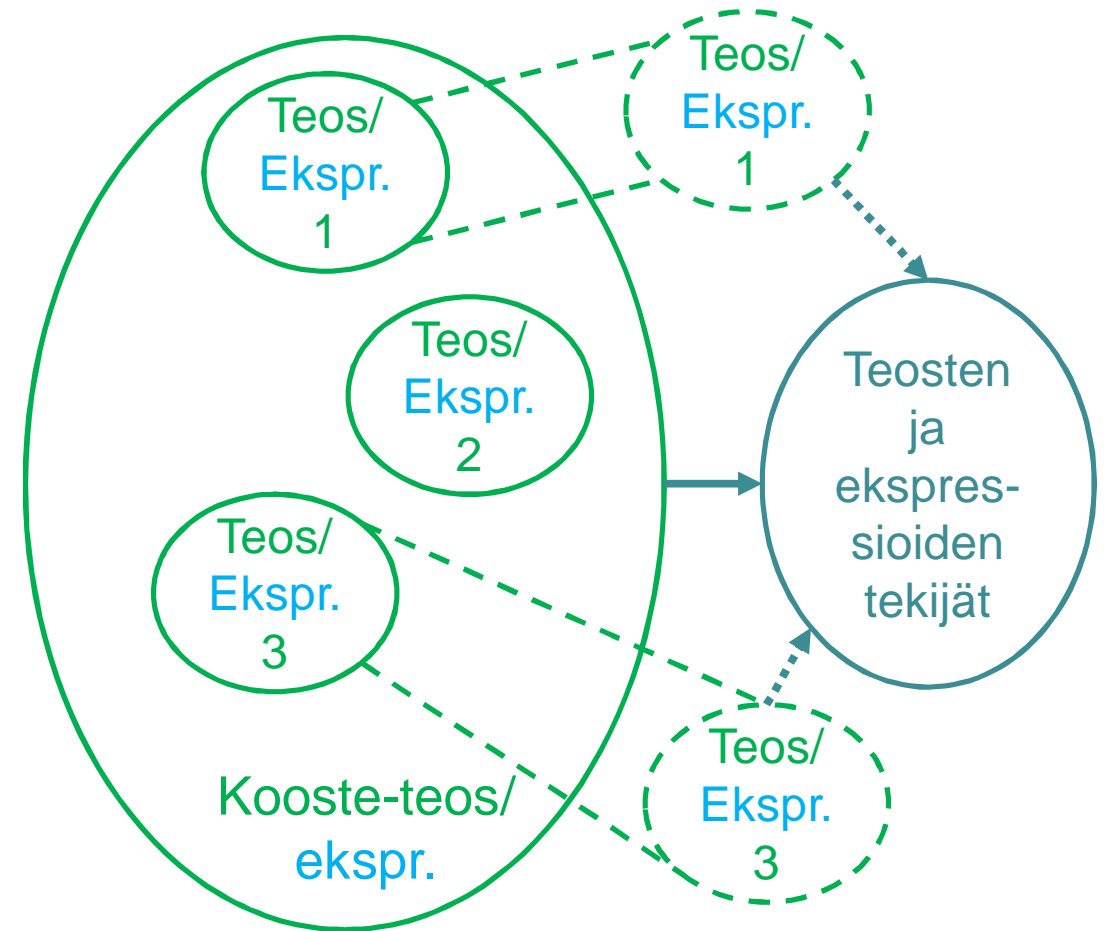 Teos/
Ekspr.
1
Teos/
Ekspr.
1
Teos/
Ekspr.
2
Teosten
ja
ekspres-
sioiden
tekijät
Teos/
Ekspr.
3
Teos/
Ekspr.
3
Kooste-teos/
ekspr.